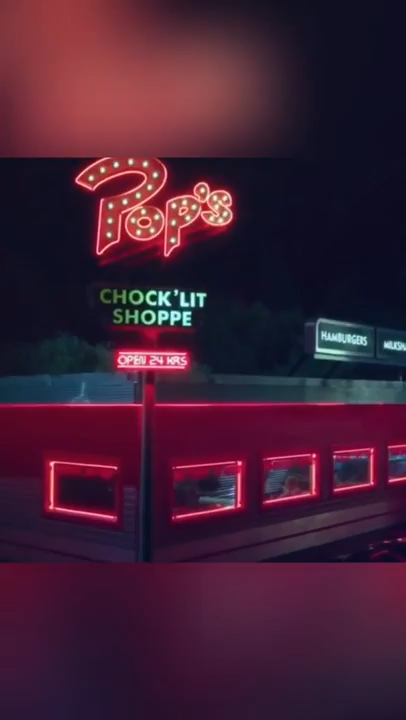 Pop's
CHOCK'LIT
SHOPPE
OPEN 24 HRS
HAMBURGERS